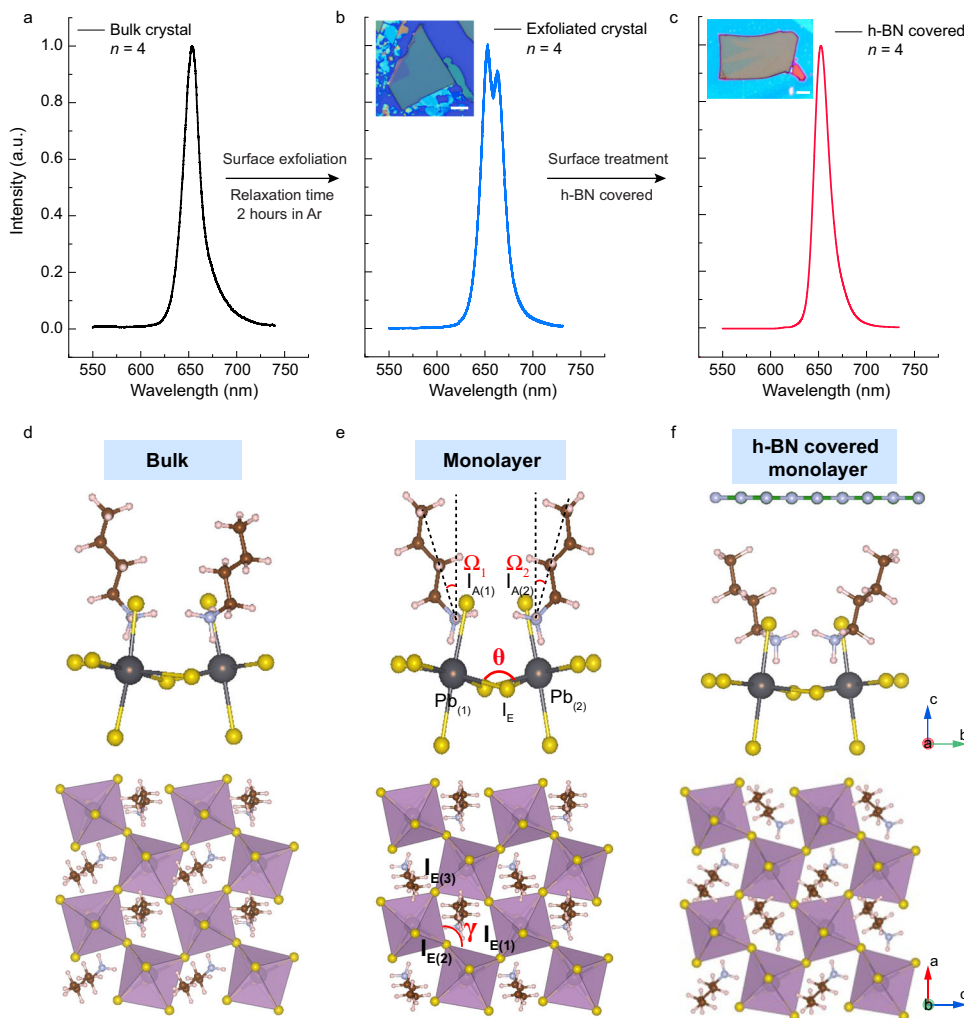 a
b
c
Bulk crystal
n = 4
Exfoliated crystal
n = 4
h-BN covered
n = 4
Intensity (a.u.)
1.0
0.8
0.6
0.4
0.2
0.0
Surface exfoliation
Relaxation time
2 hours in Ar
Surface treatment
h-BN covered
550 600 650 700 750
550 600 650 700 750
550 600 650 700 750
Wavelength (nm)
Wavelength (nm)
Wavelength (nm)
d
e
f
Bulk
Monolayer
h-BN covered
monolayer
Ω1
Ω2
IA(1)
IA(2)
θ
Pb(1)
IE
Pb(2)
c
a
b
IE(3)
γ
IE(1)
IE(2)
a
b
c